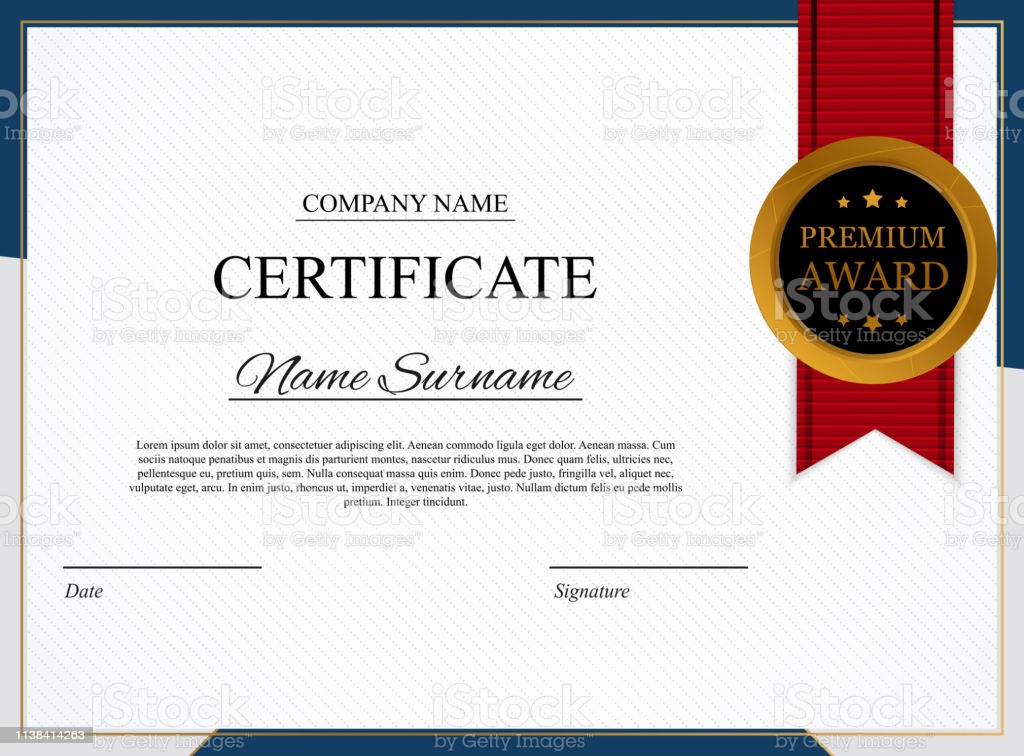 COMPANY NAME
CERTIFICATE
Name Surname
Lorem ipsum dolor sit amet, consectetuer adipiscing elit. Aenean commodo ligula eget dolor. Aenean massa. Cum
sociis natoque penatibus et magnis dis parturient montes, nascetur ridiculus mus. Donec quam felis, ultricies nec,
pellentesque eu, pretium quis, sem. Nulla consequat massa quis enim. Donec pede justo, fringilla vel, aliquet nec,
vulputate eget, arcu. In enim justo, rhoncus ut, imperdiet a, venenatis vitae, justo. Nullam dictum felis eu pede mollis
pretium. Integer tincidunt.
Date
Signature
PREMIUM
AWARD
iStock
by Getty Images™
1138414263